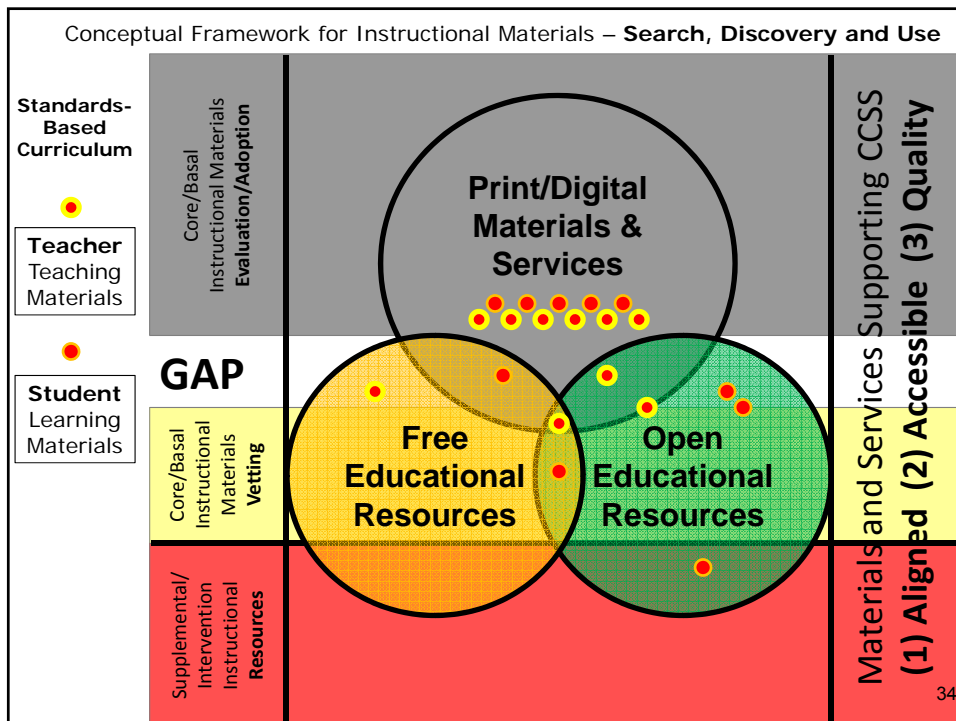 Conceptual Framework for Instructional Materials – Search, Discovery and Use
Standards-
Based
Curriculum
Teacher
Teaching
Materials
Student
Learning
Materials
Core/Basal
Instructional Materials
Evaluation/Adoption
GAP
Core/Basal
Instructional
Materials
Vetting
Supplemental/
Intervention
Instructional
Resources
Print/Digital
Materials &
Services
Free
Educational
Resources
Open
Educational
Resources
Materials and Services Supporting CCSS
(1) Aligned (2) Accessible (3) Quality
34